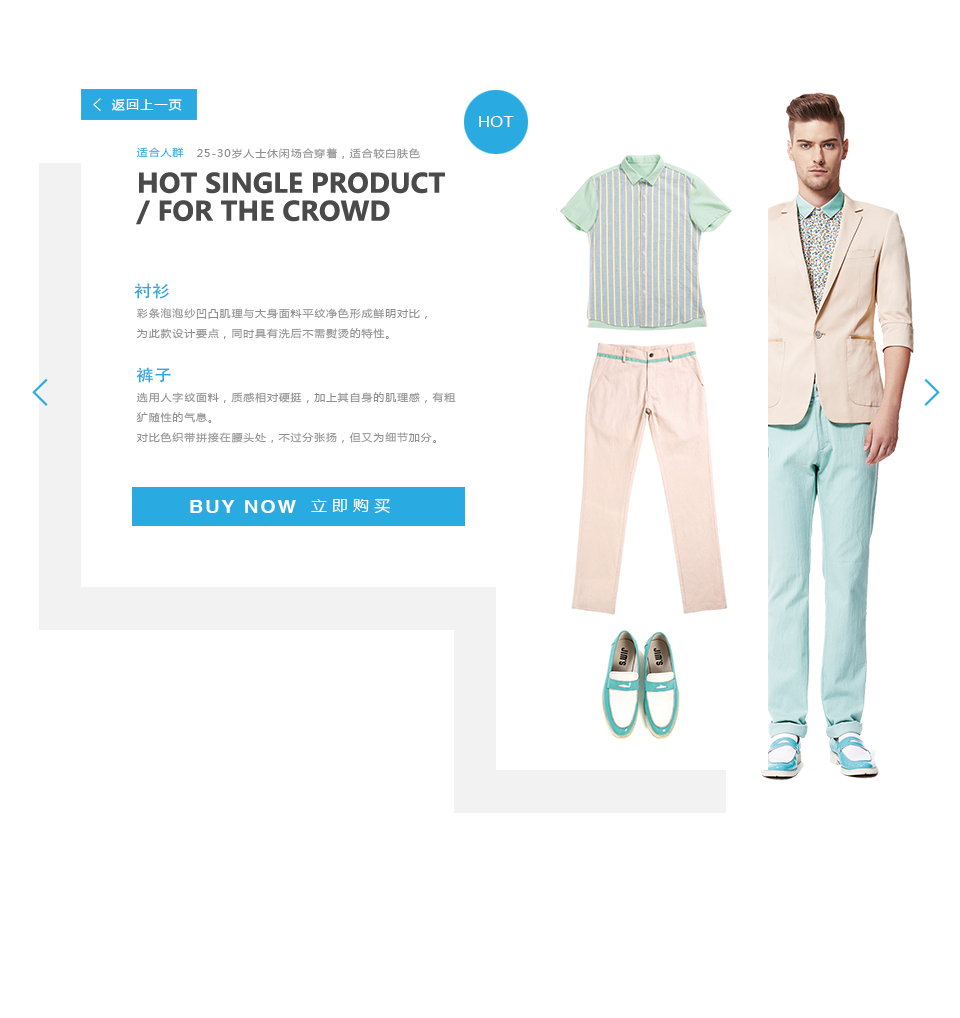 返回上一页
HOT
适合人群 25-30岁人士休闲场合穿着，适合较白肤色
HOT SINGLE PRODUCT
/ FOR THE CROWD
衬衫
彩条泡泡纱凹凸肌理与大身面料平纹净色形成鲜明对比，
为此款设计要点，同时具有洗后不需熨烫的特性。
裤子
选用人字纹面料，质感相对硬挺，加上其自身的肌理感，有粗
犷随性的气息。
对比色织带拼接在腰头处，不过分张扬，但又为细节加分。
BUY NOW 立即购买
JIM'S
JIM'S